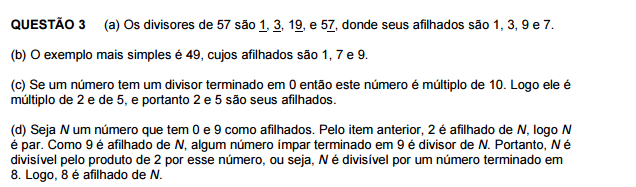 QUESTÃO 3 (a) Os divisores de 57 são 1, 3, 19, e 57, donde seus afilhados são 1, 3, 9 e 7.
(b) O exemplo mais simples é 49, cujos afilhados são 1, 7 e 9.
(c) Se um número tem um divisor terminado em 0 então este número é múltiplo de 10. Logo ele é
múltiplo de 2 e de 5, e portanto 2 e 5 são seus afilhados.
(d) Seja N um número que tem 0 e 9 como afilhados. Pelo item anterior, 2 é afilhado de N, logo N
é par. Como 9 é afilhado de N, algum número ímpar terminado em 9 é divisor de N. Portanto, N é
divisível pelo produto de 2 por esse número, ou seja, N é divisível por um número terminado em
8. Logo, 8 é afilhado de N.